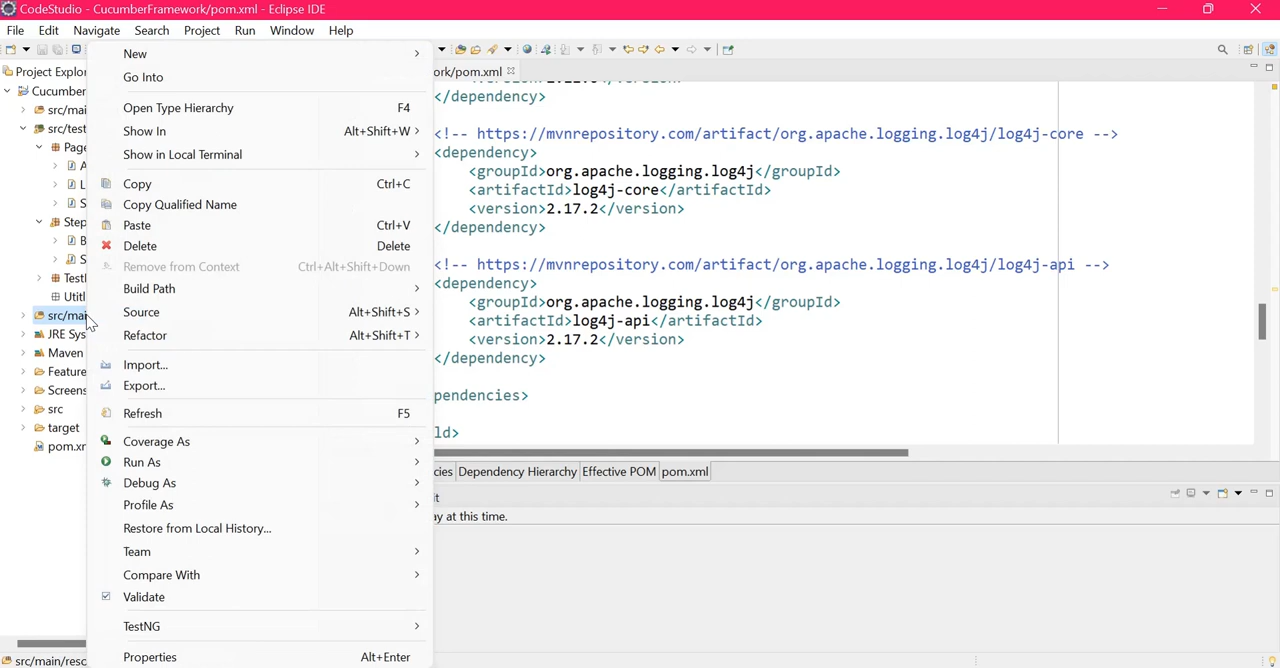 CodeStudio - CucumberFramework/pom.xml - Eclipse IDE
File Edit Navigate Search Project Run Window Help
Project Explo
ork/pom.xml
Cucumber
src/mai
src/test
Page
A
L
S
Step
B
S
Test
Utitl
src/mai
JRE Sys
Maven
Feature
Screens
src
target
pom.xm
New
Go Into
Open Type Hierarchy F4
Show In Alt+Shift+W
Show in Local Terminal
Copy Ctrl+C
Copy Qualified Name
Paste Ctrl+V
Delete Delete
Remove from Context Ctrl+Alt+Shift+Down
Build Path
Source Alt+Shift+S
Refactor Alt+Shift+T
Import...
Export...
Refresh F5
Coverage As
Run As
Debug As
Profile As
Restore from Local History...
Team
Compare With
Validate
TestNG
Properties Alt+Enter
</dependency>
<!-- https://mvnrepository.com/artifact/org.apache.logging.log4j/log4j-core -->
<dependency>
<groupId>org.apache.logging.log4j</groupId>
<artifactId>log4j-core</artifactId>
<version>2.17.2</version>
</dependency>
<!-- https://mvnrepository.com/artifact/org.apache.logging.log4j/log4j-api -->
<dependency>
<groupId>org.apache.logging.log4j</groupId>
<artifactId>log4j-api</artifactId>
<version>2.17.2</version>
</dependency>
pendencies>
ld>
cies Dependency Hierarchy Effective POM pom.xml
it
ay at this time.
src/main/reso